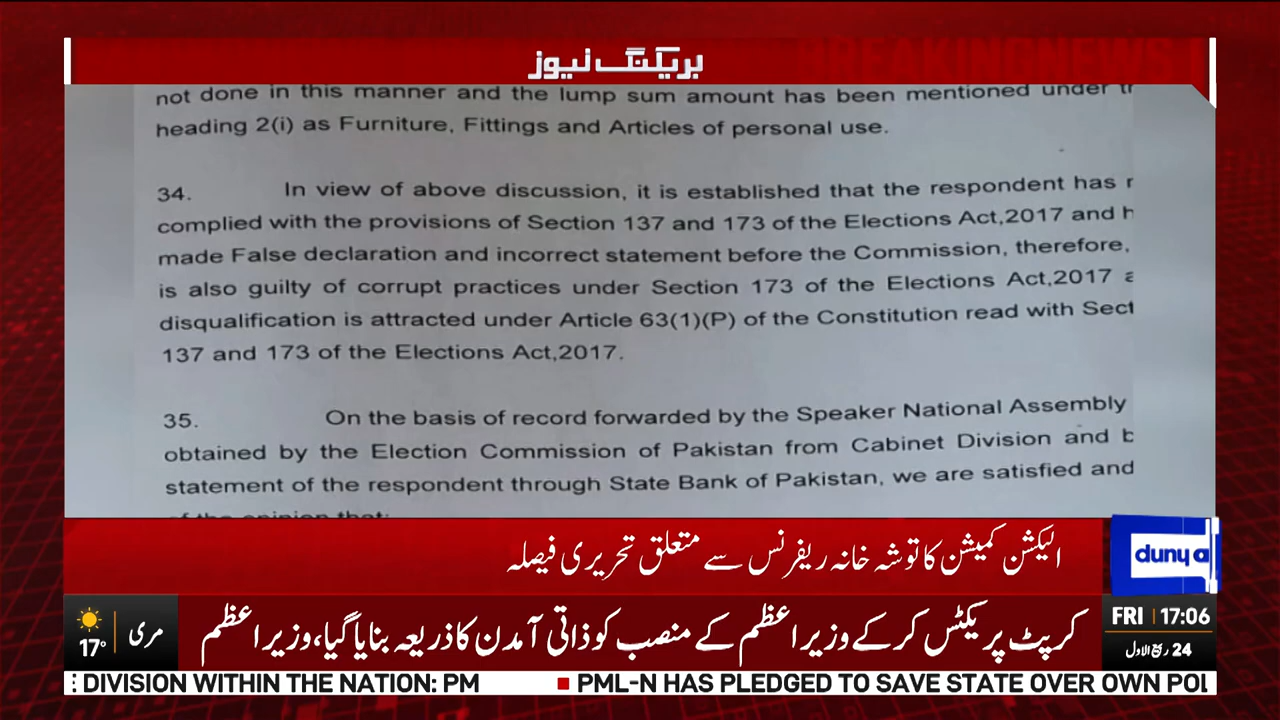 بریکنگ نیوز
BREAKING NEWS
not done in this manner and the lump sum amount has been mentioned under
heading 2(i) as Furniture, Fittings and Articles of personal use.
34. In view of above discussion, it is established that the respondent has
complied with the provisions of Section 137 and 173 of the Elections Act,2017 and
made False declaration and incorrect statement before the Commission, therefore,
is also guilty of corrupt practices under Section 173 of the Elections Act,2017
disqualification is attracted under Article 63(1)(P) of the Constitution read with Sect
137 and 173 of the Elections Act,2017.
35. On the basis of record forwarded by the Speaker National Assembly
obtained by the Election Commission of Pakistan from Cabinet Division and
statement of the respondent through State Bank of Pakistan, we are satisfied and
of the opinion that:
الیکشن کمیشن کا توشہ خانہ ریفرنس سے متعلق تحریری فیصلہ
dunya
کرپٹ پریکٹس کر کے وزیراعظم کے منصب کو ذاتی آمدن کا ذریعہ بنایا گیا، وزیراعظم
FRI 17:06
24 ربیع الاول
مری
17°
DIVISION WITHIN THE NATION: PM ■ PML-N HAS PLEDGED TO SAVE STATE OVER OWN POL